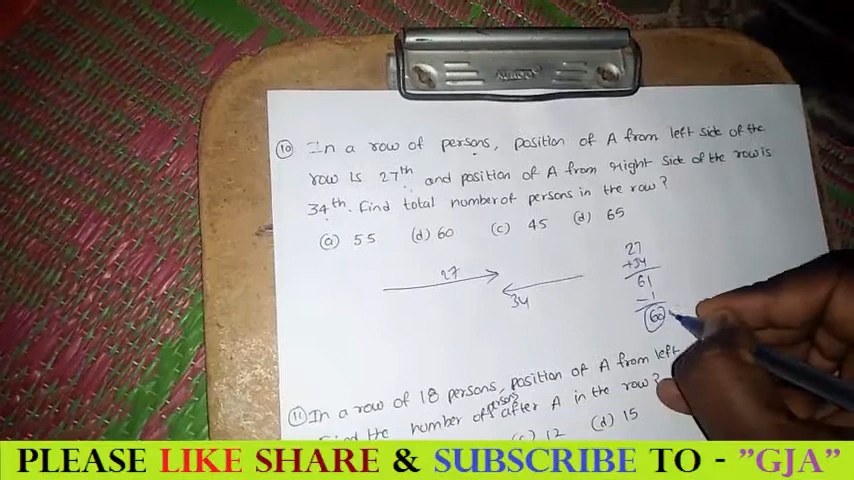 10 In a row of persons, position of A from left side of the
row is 27th and position of A from right side of the row is
34th. Find total number of persons in the row?
(a) 55 (d) 60 (c) 45 (d) 65
27
34
27
+34
61
-1
60
11 In a row of 18 persons, position of A from left
persons
Find the number of after A in the row?
(c) 12 (d) 15
PLEASE LIKE SHARE & SUBSCRIBE TO - "GJA"